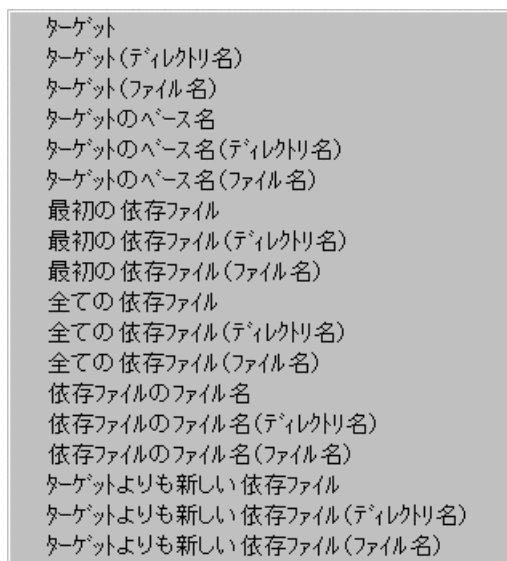 ﾀｰｹﾞｯﾄ
ﾀｰｹﾞｯﾄ(ﾃﾞｨﾚｸﾄﾘ名)
ﾀｰｹﾞｯﾄ(ﾌｧｲﾙ名)
ﾀｰｹﾞｯﾄのﾍﾞｰｽ名
ﾀｰｹﾞｯﾄのﾍﾞｰｽ名(ﾃﾞｨﾚｸﾄﾘ名)
ﾀｰｹﾞｯﾄのﾍﾞｰｽ名(ﾌｧｲﾙ名)
最初の依存ﾌｧｲﾙ
最初の依存ﾌｧｲﾙ(ﾃﾞｨﾚｸﾄﾘ名)
最初の依存ﾌｧｲﾙ(ﾌｧｲﾙ名)
全ての依存ﾌｧｲﾙ
全ての依存ﾌｧｲﾙ(ﾃﾞｨﾚｸﾄﾘ名)
全ての依存ﾌｧｲﾙ(ﾌｧｲﾙ名)
依存ﾌｧｲﾙのﾌｧｲﾙ名
依存ﾌｧｲﾙのﾌｧｲﾙ名(ﾃﾞｨﾚｸﾄﾘ名)
依存ﾌｧｲﾙのﾌｧｲﾙ名(ﾌｧｲﾙ名)
ﾀｰｹﾞｯﾄよりも新しい依存ﾌｧｲﾙ
ﾀｰｹﾞｯﾄよりも新しい依存ﾌｧｲﾙ(ﾃﾞｨﾚｸﾄﾘ名)
ﾀｰｹﾞｯﾄよりも新しい依存ﾌｧｲﾙ(ﾌｧｲﾙ名)